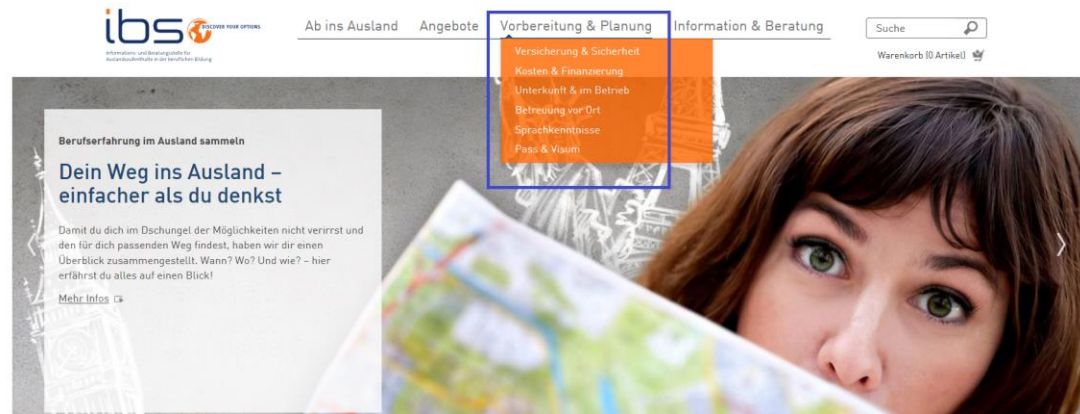 ibs
DISCOVER YOUR OPTIONS.
Informations- und Beratungsstelle für
Auslandsaufenthalte in der beruflichen Bildung
Ab ins Ausland
Angebote
Vorbereitung & Planung
Information & Beratung
Suche
Warenkorb (0 Artikel)
Versicherung & Sicherheit
Kosten & Finanzierung
Unterkunft & im Betrieb
Betreuung vor Ort
Sprachkenntnisse
Pass & Visum
Berufserfahrung im Ausland sammeln
Dein Weg ins Ausland –
einfacher als du denkst
Damit du dich im Dschungel der Möglichkeiten nicht verirrst und
den für dich passenden Weg findest, haben wir dir einen
Überblick zusammengestellt. Wann? Wo? Und wie? – hier
erfährst du alles auf einen Blick!
Mehr Infos